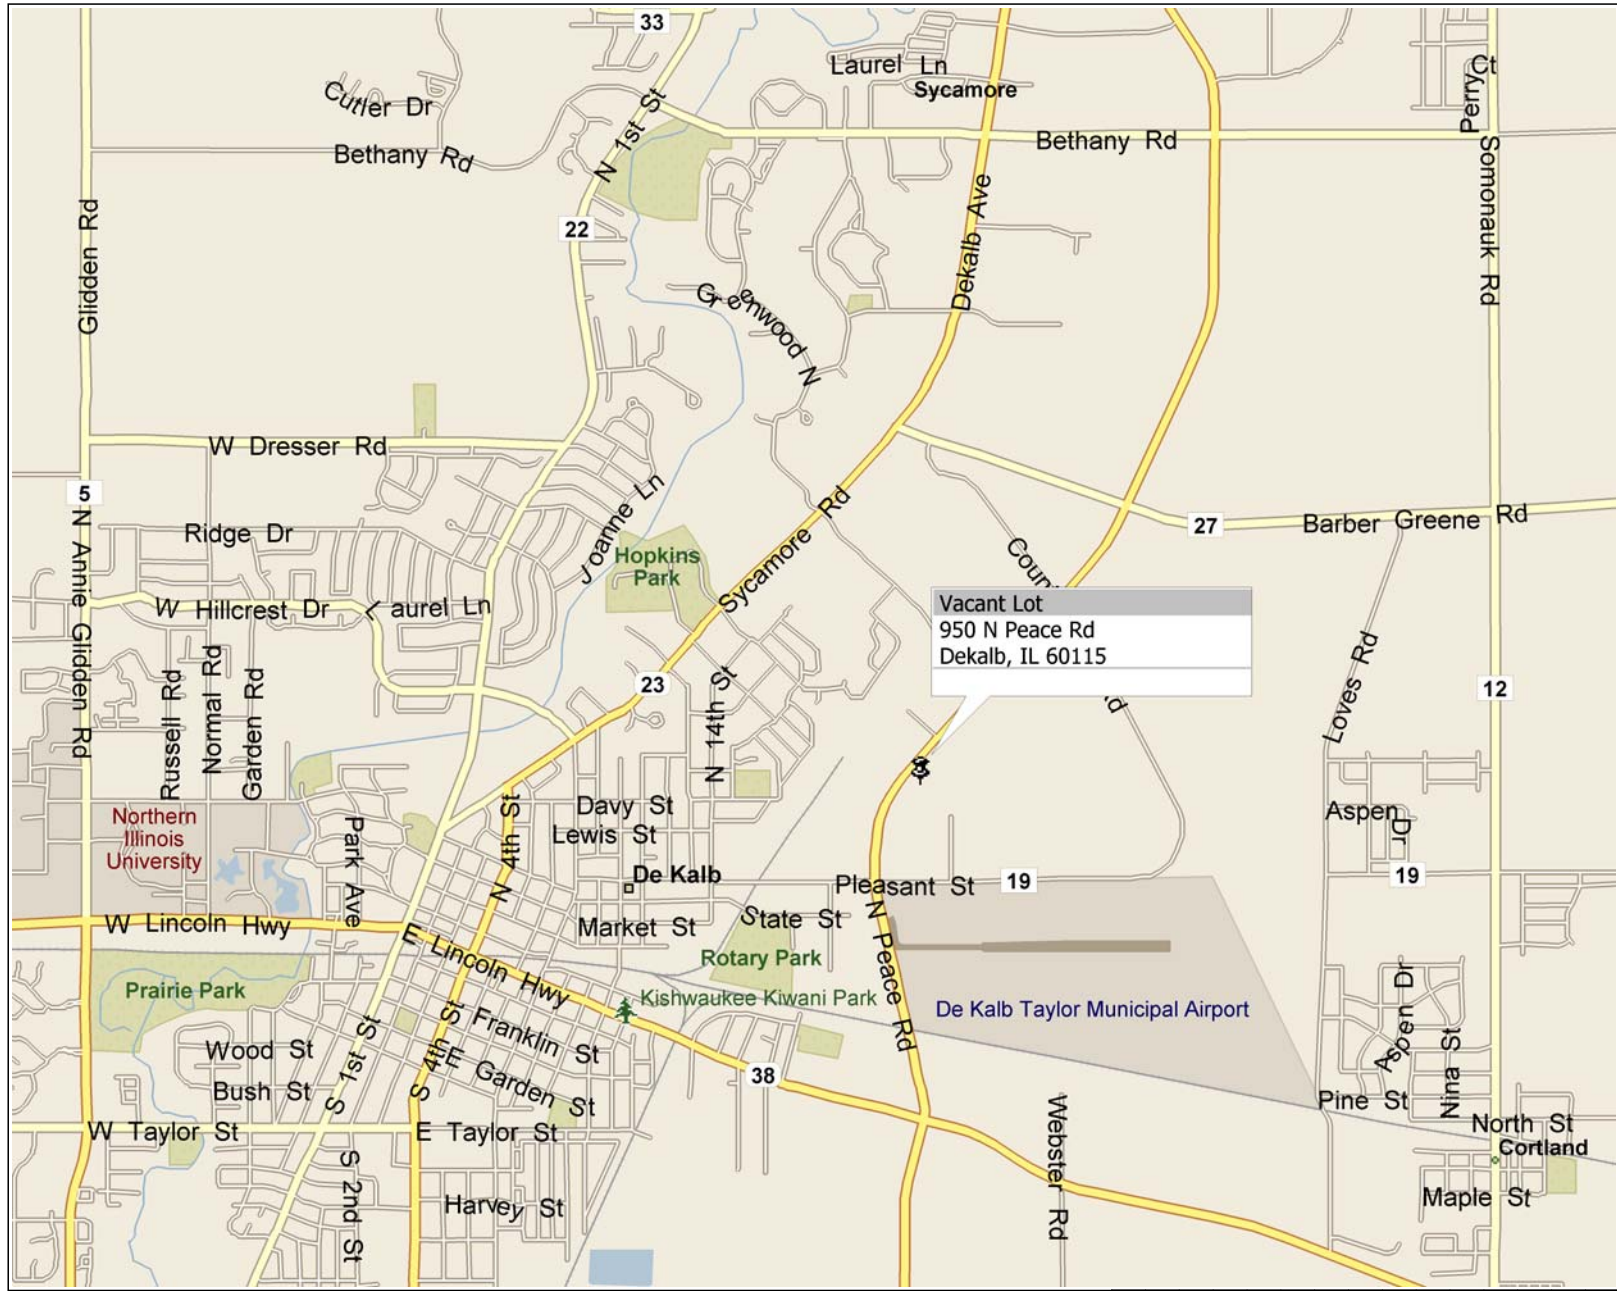 33
Laurel Ln
Sycamore
Perry Ct
Cutler Dr
Bethany Rd
Bethany Rd
N 1st St
22
Glidden Rd
Dekalb Ave
Somonauk Rd
Greenwood N
W Dresser Rd
5
Joanne Ln
Sycamore Rd
27
Barber Greene Rd
Ridge Dr
Hopkins
Park
N Annie Glidden Rd
W Hillcrest Dr
Laurel Ln
Vacant Lot
950 N Peace Rd
Dekalb, IL 60115
Loves Rd
23
12
Russell Rd
Normal Rd
Garden Rd
N 14th St
Northern
Illinois
University
Park Ave
N 4th St
Davy St
Lewis St
De Kalb
Aspen Dr
Pleasant St
19
19
W Lincoln Hwy
E Lincoln Hwy
Market St
State St
N Peace Rd
Rotary Park
Prairie Park
Kishwaukee Kiwani Park
De Kalb Taylor Municipal Airport
Aspen Dr
Nina St
Wood St
S 1st St
S 4th St
Franklin St
E Garden St
Bush St
38
Pine St
W Taylor St
E Taylor St
Webster Rd
North St
Cortland
S 2nd St
Harvey St
Maple St